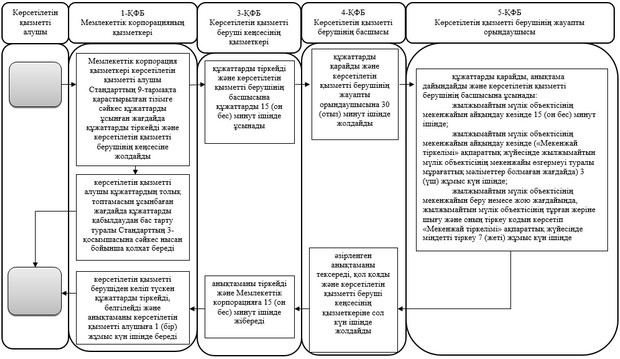 Көрсетілетін
қызметті
алушы
1-ҚФБ
Мемлекеттік корпорацияның
қызметкері
3-ҚФБ
Көрсетілетін қызметті
беруші кеңсесінің
қызметкері
4-ҚФБ
Көрсетілетін қызметті
берушінің басшысы
5-ҚФБ
Көрсетілетін қызметті берушінің жауапты
орындаушысы
Мемлекеттік корпорация
қызметкері көрсетілетін
қызметті алушы
Стандарттың 9-тармақта
қарастырылған тізімге
сәйкес құжаттарды
ұсынған жағдайда
құжаттарды тіркейді және
көрсетілетін қызметті
берушінің кеңсесіне
жолдайды
құжаттарды тіркейді
және көрсетілетін
қызметті берушінің
басшысына
құжаттарды 15 (он
бес) минут ішінде
ұсынады
құжаттарды
қарайды және
көрсетілетін
қызметті
берушінің
жауапты
орындаушысына 30
(отыз) минут ішінде
жолдайды
құжаттарды қарайды, анықтама
дайындайды және көрсетілетін қызметті
берушінің басшысына ұсынады:
жылжымайтын мүлік объектісінің
мекенжайын айқындау кезінде 15 (он бес) минут
ішінде;
жылжымайтын мүлік объектісінің
мекенжайын айқындау кезінде («Мекенжай
тіркелімі» ақпараттық жүйесінде жылжымайтын
мүлік объектісінің мекенжайы өзгермеуі туралы
мұрағаттық мәліметтер болмаған жағдайда) 3
(үш) жұмыс күн ішінде;
жылжымайтын мүлік объектісінің
мекенжайын беру немесе жою жағдайында,
жылжымайтын мүлік объектісінің тұрған жеріне
шығу және оның тіркеу кодын көрсетіп
«Мекенжай тіркелімі» ақпараттық жүйесінде
міндетті тіркеу 7 (жеті) жұмыс күн ішінде
көрсетілетін қызметті
алушы құжаттардың толық
топтамасын ұсынбаған
жағдайда құжаттарды
қабылдаудан бас тарту
туралы Стандарттың 3-
қосымшасына сәйкес нысан
бойынша қолхат береді
көрсетілетін қызметті
берушіден келіп түскен
құжаттарды тіркейді,
белгілейді және
анықтаманы көрсетілетін
қызметті алушыға 1 (бір)
жұмыс күн ішінде береді
анықтаманы тіркейді
және Мемлекеттік
корпорацияға 15 (он
бес) минут ішінде
жібереді
әзірленген
анықтаманы
тексереді, қол қояды
және көрсетілетін
қызметті беруші
кеңсесінің
қызметкеріне сол
күн ішінде
жолдайды